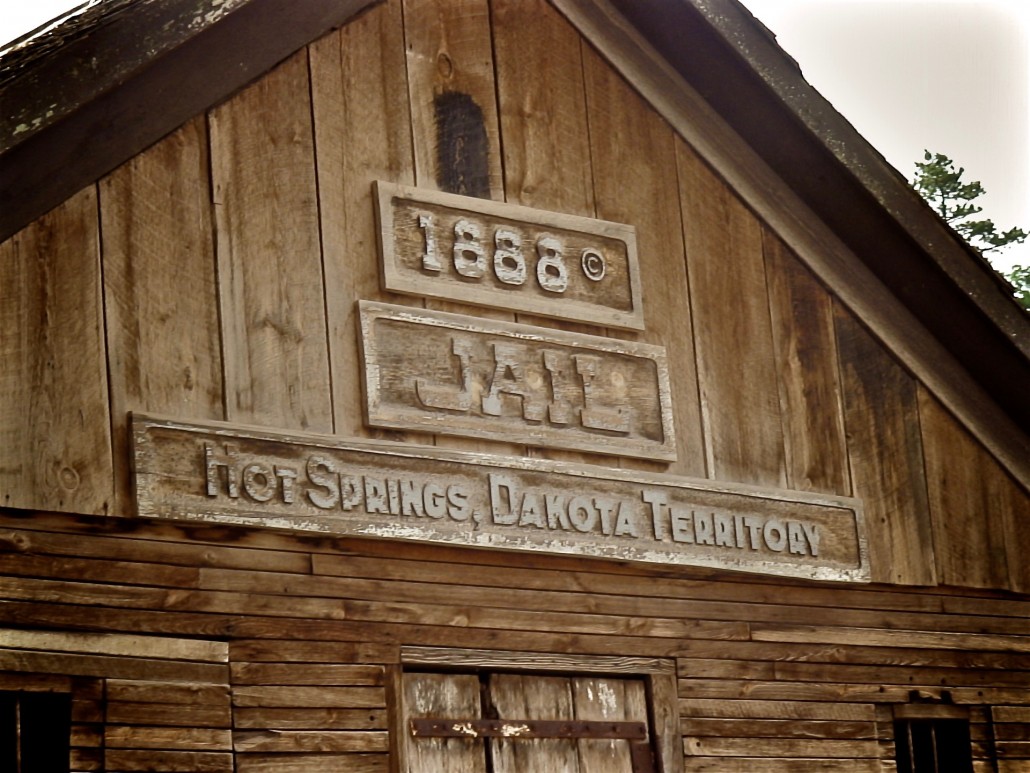 1888 ©
JAIL
HOT SPRINGS, DAKOTA TERRITORY